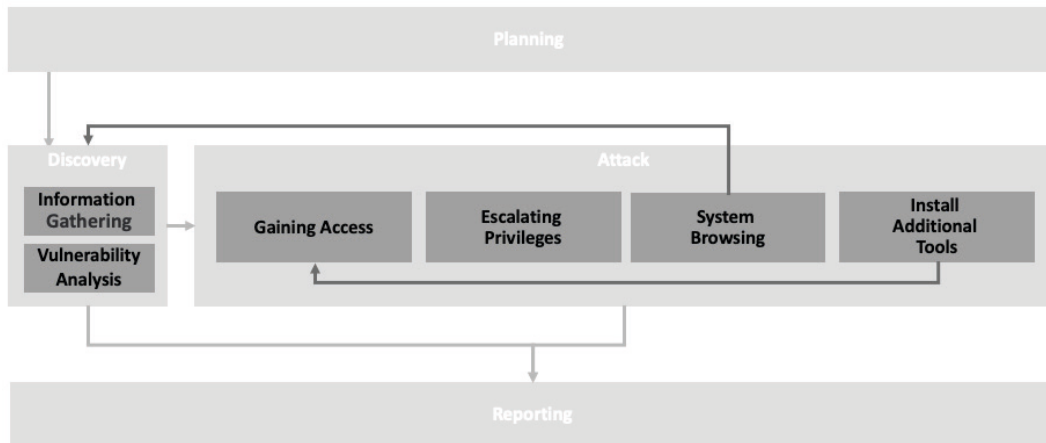 Planning
Discovery
Attack
Information
Gathering
Vulnerability
Analysis
Gaining Access
Escalating
Privileges
System
Browsing
Install
Additional
Tools
Reporting